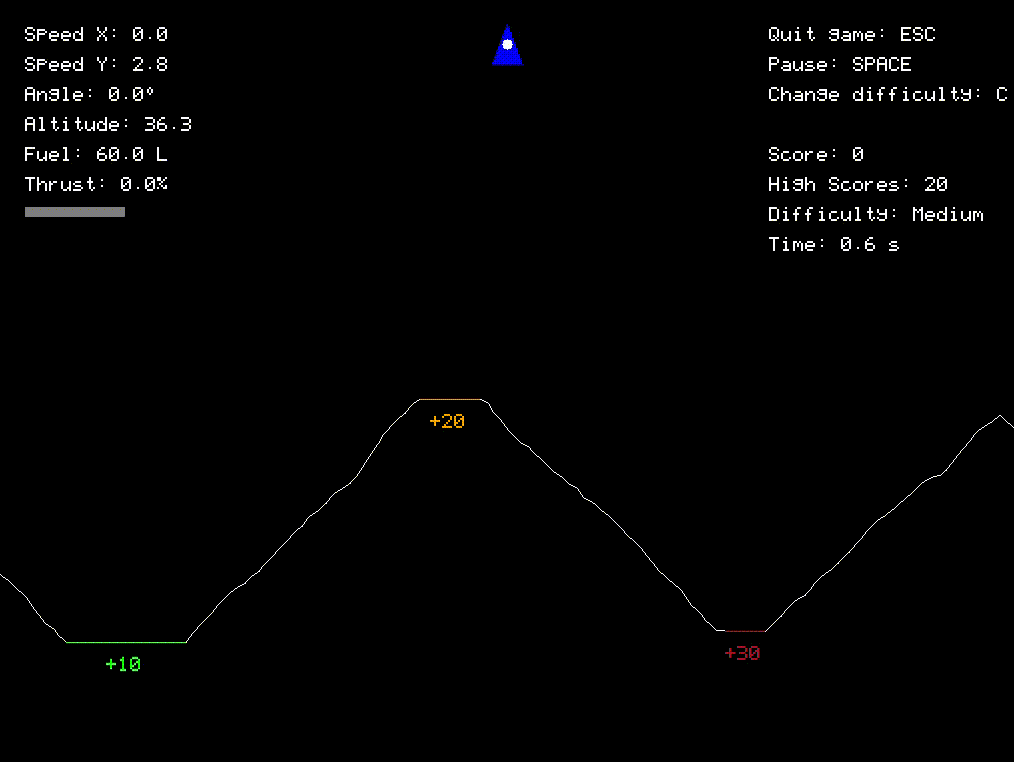 Speed X: 0.0
Speed Y: 2.8
Angle: 0.0°
Altitude: 36.3
Fuel: 60.0 L
Thrust: 0.0%
Quit game: ESC
Pause: SPACE
Change difficulty: C
Score: 0
High Scores: 20
Difficulty: Medium
Time: 0.6 s
+20
+10
+30